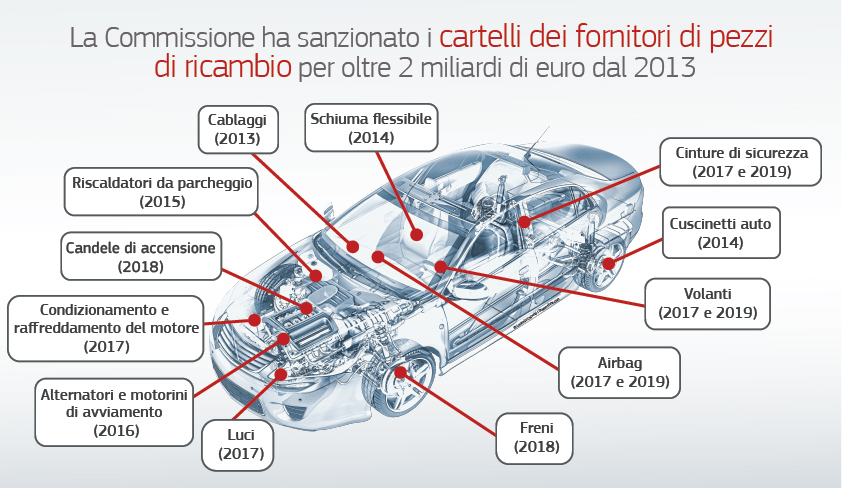 La Commissione ha sanzionato i cartelli dei fornitori di pezzi
di ricambio per oltre 2 miliardi di euro dal 2013
Cablaggi
(2013)
Schiuma flessibile
(2014)
Cinture di sicurezza
(2017 e 2019)
Riscaldatori da parcheggio
(2015)
Cuscinetti auto
(2014)
Candele di accensione
(2018)
Volanti
(2017 e 2019)
Condizionamento e
raffreddamento del motore
(2017)
Airbag
(2017 e 2019)
Alternatori e motorini
di avviamento
(2016)
Luci
(2017)
Freni
(2018)